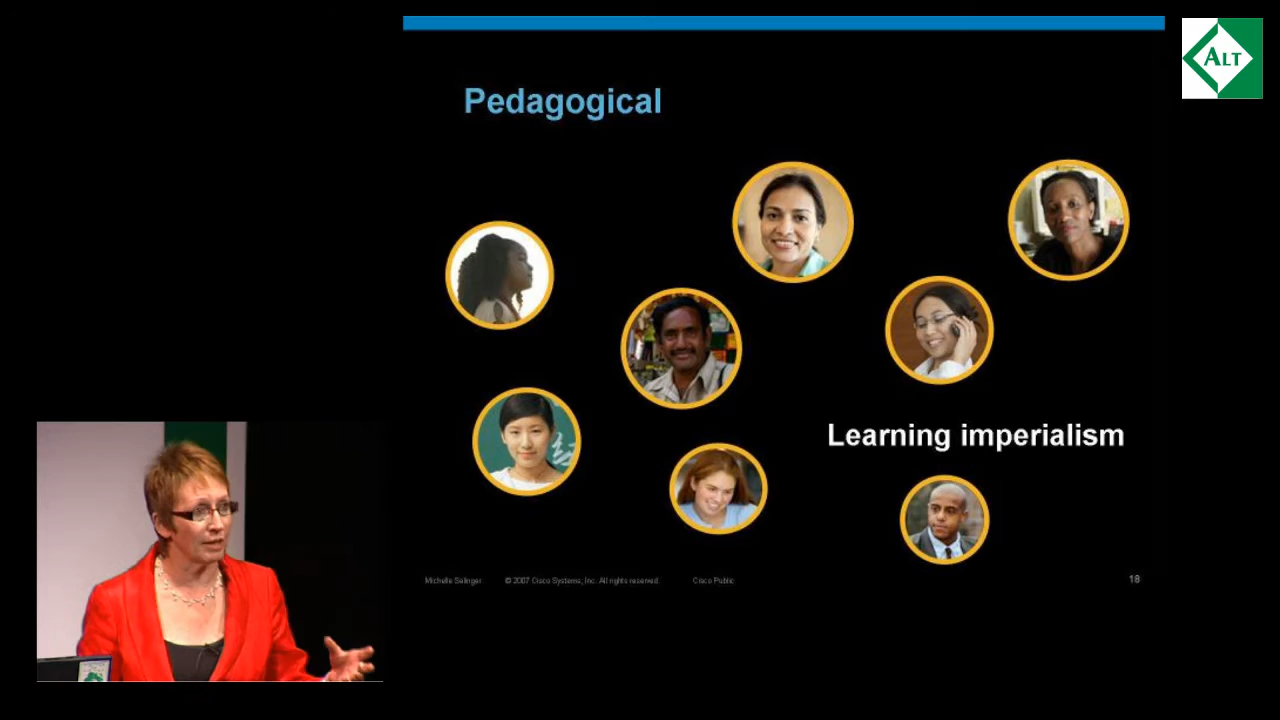 ALT
Pedagogical
Learning imperialism
Michelle Selinger © 2007 Cisco Systems, Inc. All rights reserved. Cisco Public 18